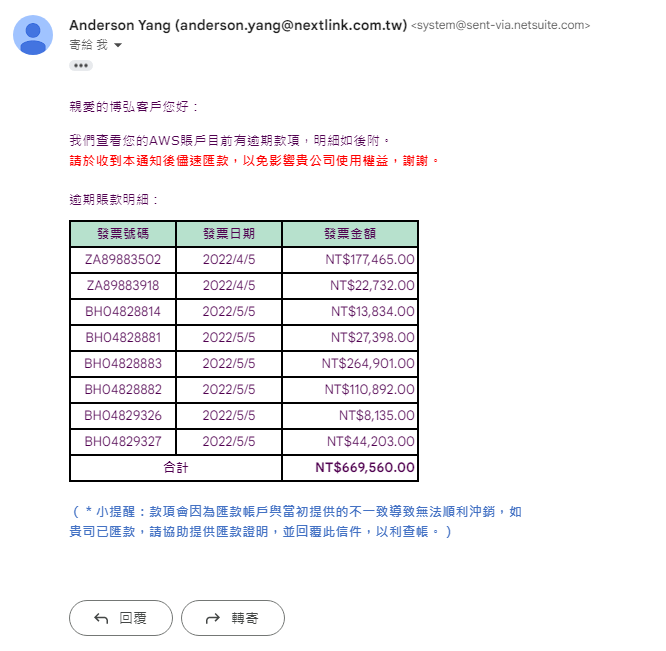 Anderson Yang (anderson.yang@nextlink.com.tw) <system@sent-via.netsuite.com>
寄給 我
親愛的博弘客戶您好：
我們查看您的AWS賬戶目前有逾期款項，明細如後附。
請於收到本通知後儘速匯款，以免影響貴公司使用權益，謝謝。
逾期賬款明細：
發票號碼 發票日期 發票金額
ZA89883502 2022/4/5 NT$177,465.00
ZA89883918 2022/4/5 NT$22,732.00
BH04828814 2022/5/5 NT$13,834.00
BH04828881 2022/5/5 NT$27,398.00
BH04828883 2022/5/5 NT$264,901.00
BH04828882 2022/5/5 NT$110,892.00
BH04829326 2022/5/5 NT$8,135.00
BH04829327 2022/5/5 NT$44,203.00
合計 NT$669,560.00
（＊小提醒：款項會因為匯款帳戶與當初提供的不一致導致無法順利沖銷，如
貴司已匯款，請協助提供匯款證明，並回覆此信件，以利查帳。）
回覆 轉寄